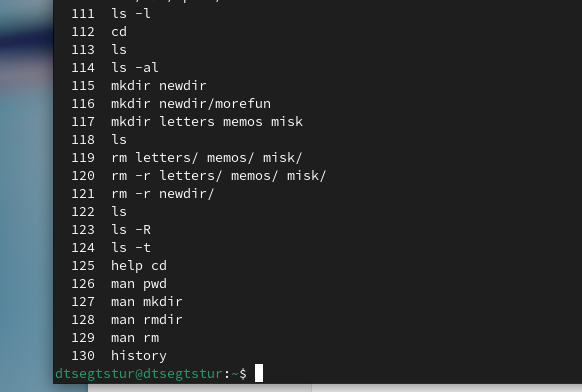 111 ls -l
112 cd
113 ls
114 ls -al
115 mkdir newdir
116 mkdir newdir/morefun
117 mkdir letters memos misk
118 ls
119 rm letters/ memos/ misk/
120 rm -r letters/ memos/ misk/
121 rm -r newdir/
122 ls
123 ls -R
124 ls -t
125 help cd
126 man pwd
127 man mkdir
128 man rmdir
129 man rm
130 history
dtsegtstur@dtsegtstur:~$